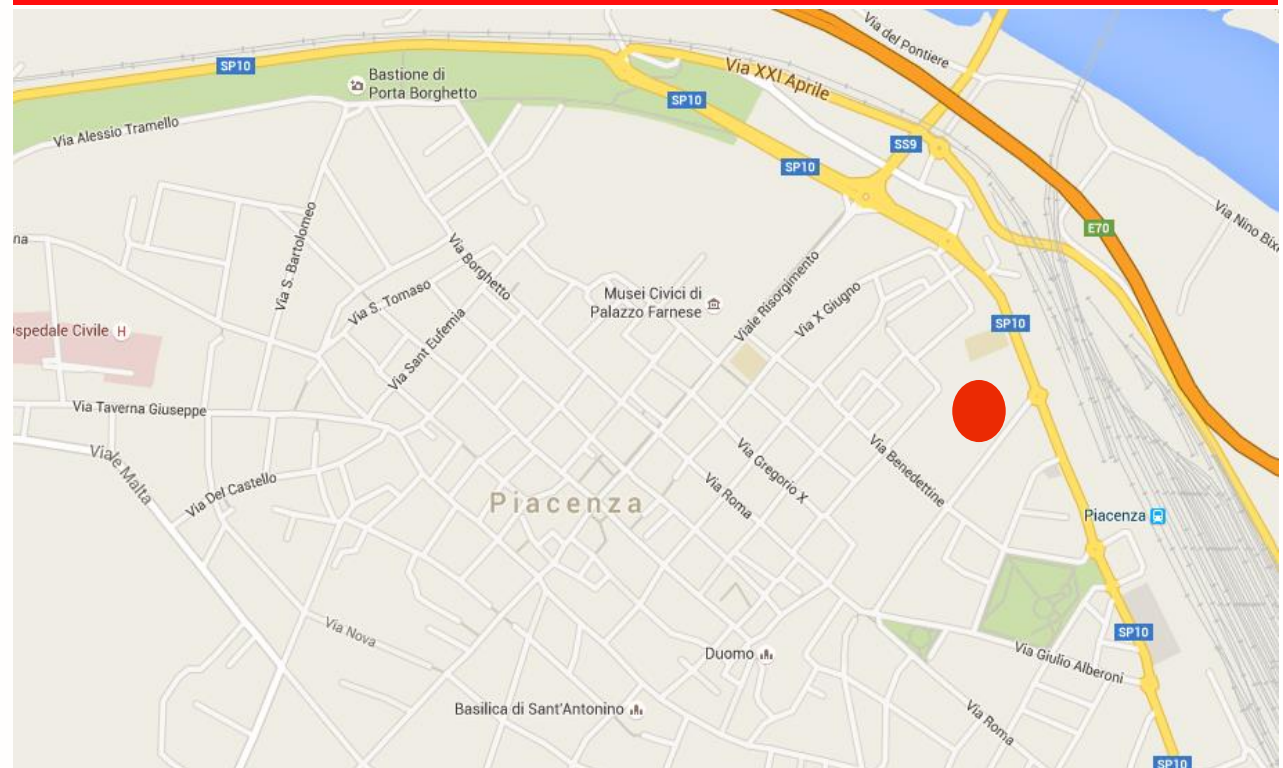 Via del Pontiere
SP10
Via XXI Aprile
Bastione di
Porta Borghetto
SP10
Via Alessio Tramello
SS9
SP10
Via Nino Bixi
E70
na
Via S. Bartolomeo
Via Borghetto
Via S. Tomaso
Musei Civici di
Palazzo Farnese
Viale Risorgimento
Via X Giugno
SP10
spedale Civile H
Via Sant Eufemia
Via Taverna Giuseppe
Viale Malta
Via Del Castello
Via Gregorio X
Via Benedettine
Via Roma
Piacenza
Piacenza
Via Nova
SP10
Duomo
Via Giulio Alberoni
Basilica di Sant'Antonino
Via Roma
SP10